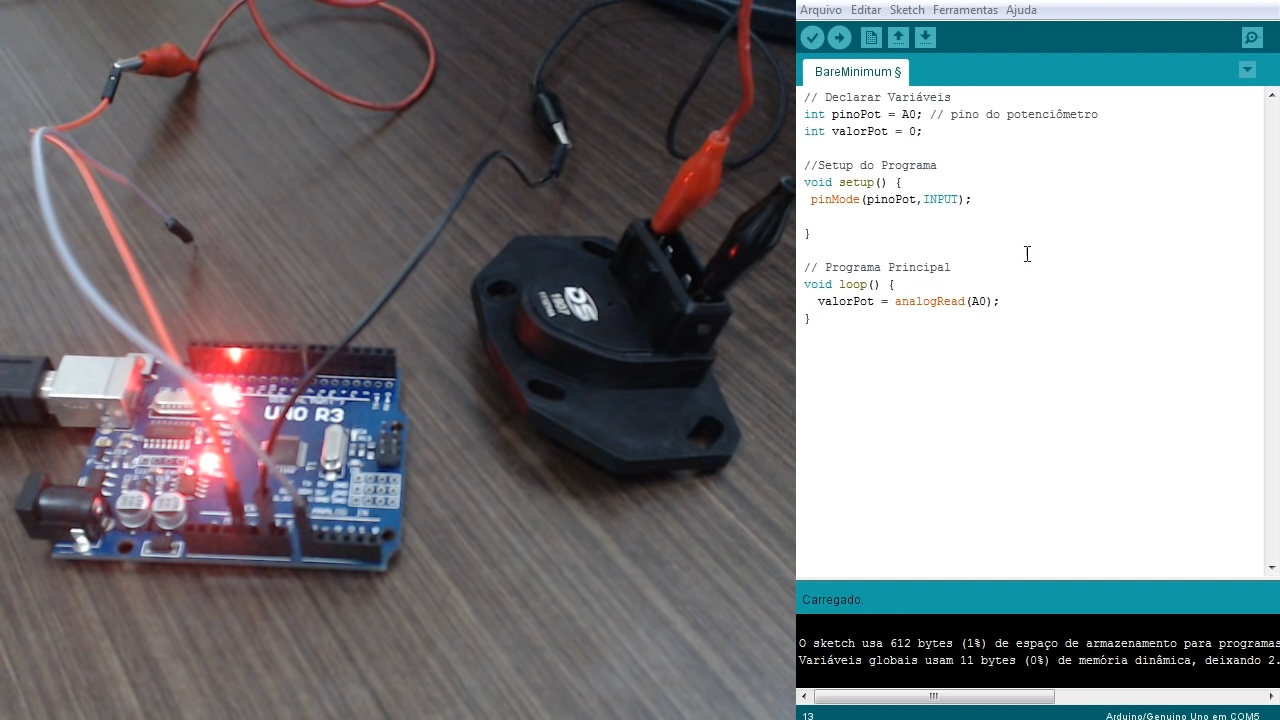 Arquivo Editar Sketch Ferramentas Ajuda
BareMinimum §
// Declarar Variáveis
int pinoPot = A0; // pino do potenciômetro
int valorPot = 0;
//Setup do Programa
void setup() {
pinMode(pinoPot,INPUT);
}
// Programa Principal
void loop() {
valorPot = analogRead(A0);
}
Carregado.
O sketch usa 612 bytes (1%) de espaço de armazenamento para programas
Variáveis globais usam 11 bytes (0%) de memória dinâmica, deixando 2.
13
Arduino/Genuino Uno em COM5
UNO R3
DS
1907